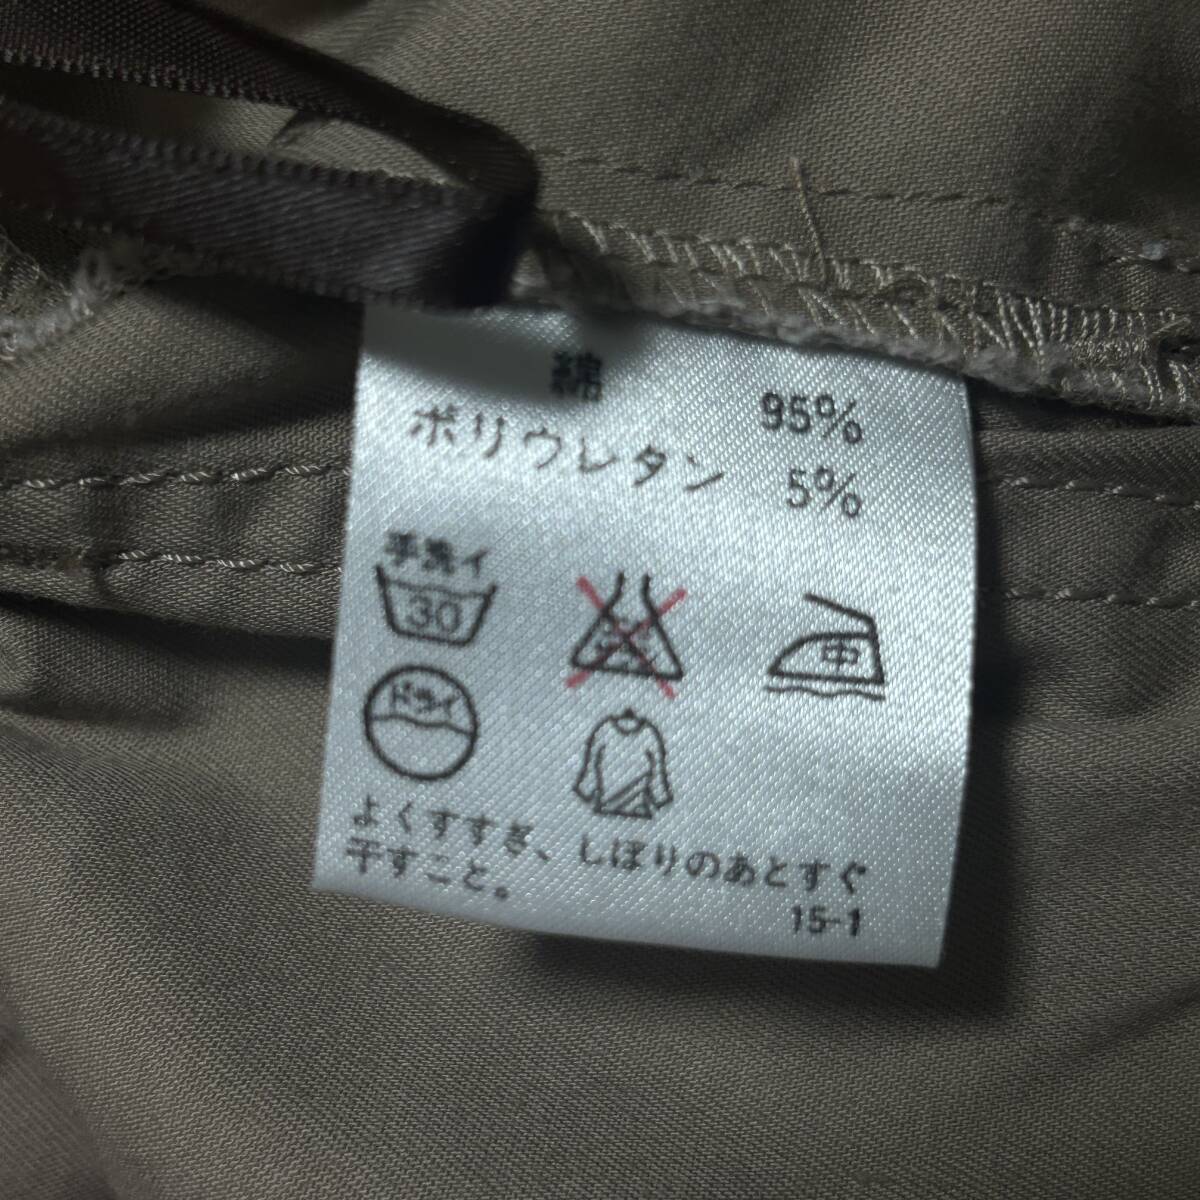 綿 95%
ポリウレタン 5%
手洗イ
30
中
ドライ
よくすすぎ、しぼりのあとすぐ
干すこと。
15-1